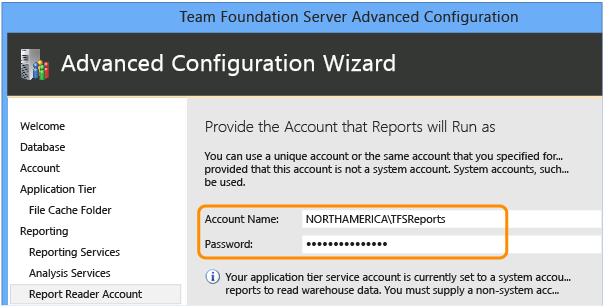 Team Foundation Server Advanced Configuration
Advanced Configuration Wizard
Welcome
Database
Account
Application Tier
File Cache Folder
Reporting
Reporting Services
Analysis Services
Report Reader Account
Provide the Account that Reports will Run as
You can use a unique account or the same account that you specified for...
provided that this account is not a system account. System accounts, such...
be used.
Account Name: NORTHAMERICA\TFSReports
Password: •••••••••••••••
Your application tier service account is currently set to a system accou...
reports to read warehouse data. You must supply a non-system acc...